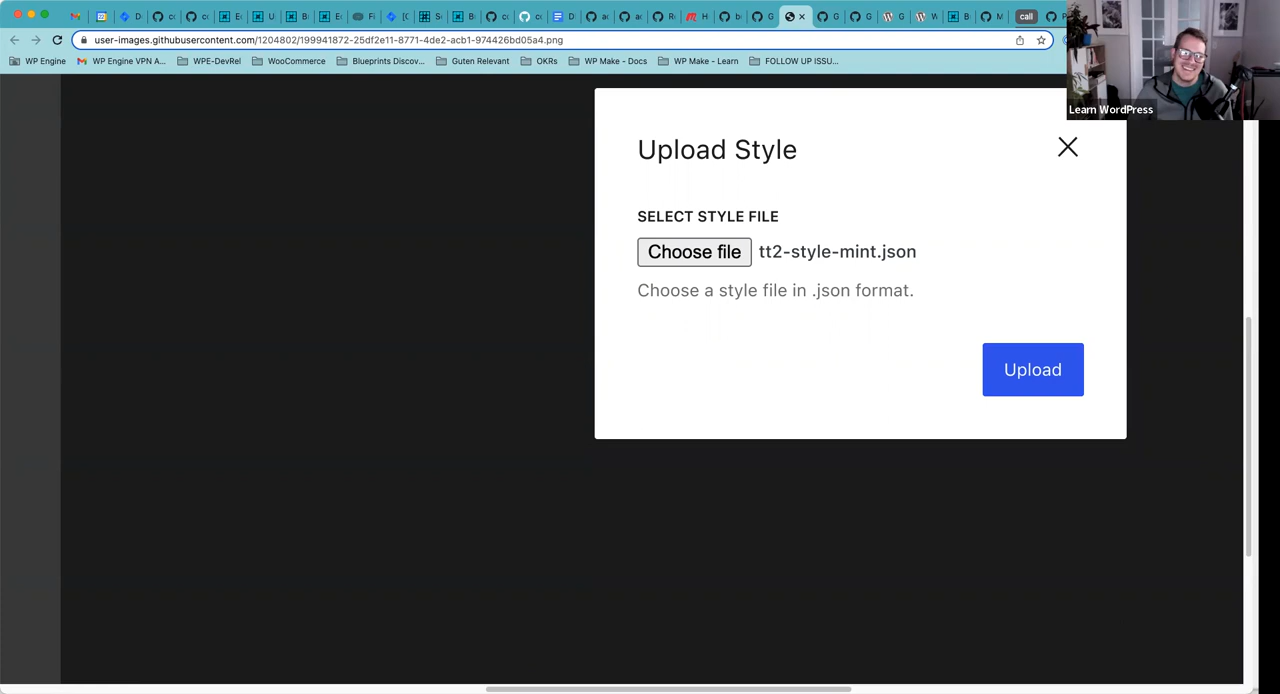 call
user-images.githubusercontent.com/1204802/199941872-25df2e11-8771-4de2-acb1-974426bd05a4.png
WP Engine
WP Engine VPN A...
WPE-DevRel
WooCommerce
Blueprints Discov...
Guten Relevant
OKRs
WP Make - Docs
WP Make - Learn
FOLLOW UP ISSU...
Learn WordPress
Upload Style
SELECT STYLE FILE
Choose file tt2-style-mint.json
Choose a style file in .json format.
Upload